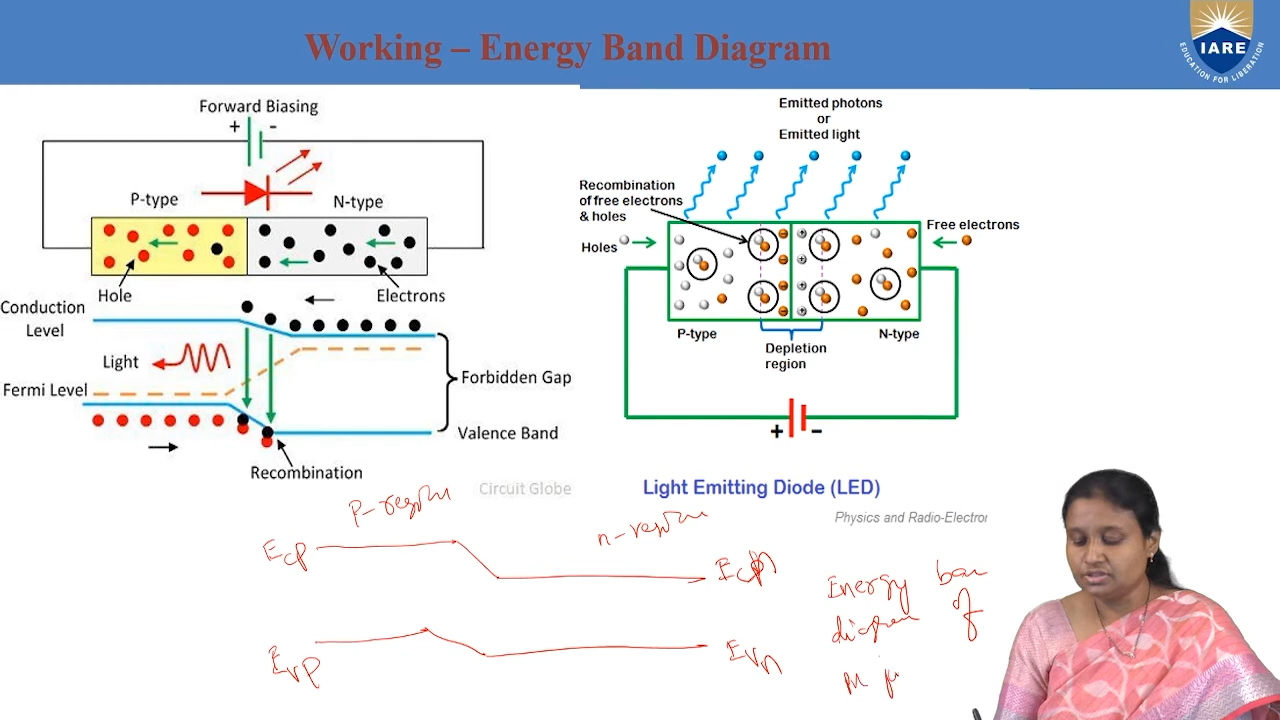 Working – Energy Band Diagram
IARE
EDUCATION FOR LIBERATION
Forward Biasing
+ -
P-type
N-type
Hole
Electrons
Conduction
Level
Light
Fermi Level
Forbidden Gap
Valence Band
Recombination
Circuit Globe
Emitted photons
or
Emitted light
Recombination
of free electrons
& holes
Holes
Free electrons
P-type
N-type
Depletion
region
+ −
Light Emitting Diode (LED)
Physics and Radio-Electron
P-region
n-region
Ecp
Evp
Evn
Energy
diagram of